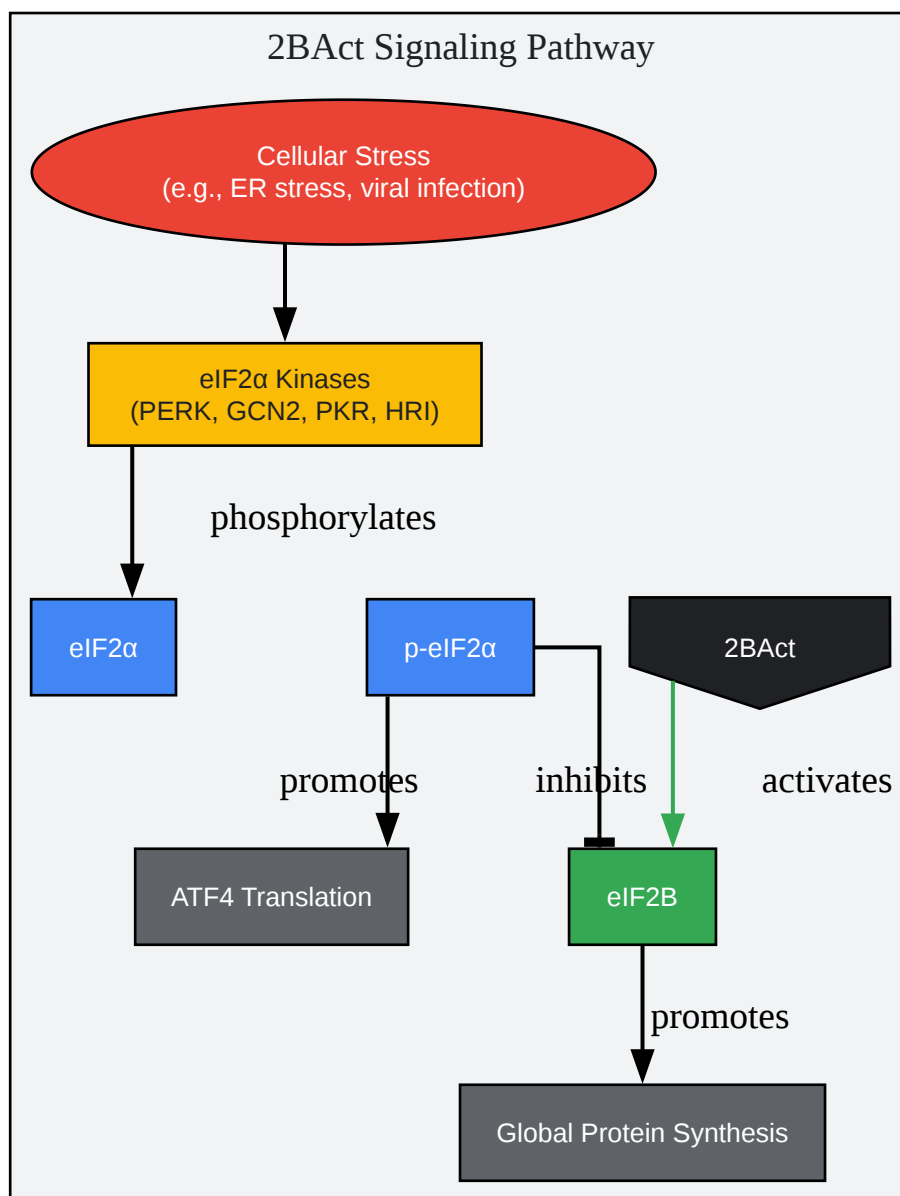 2BAct Signaling Pathway
Cellular Stress
(e.g., ER stress, viral infection)
eIF2α Kinases
(PERK, GCN2, PKR, HRI)
phosphorylates
eIF2α
p-eIF2α
2BAct
promotes
inhibits
activates
ATF4 Translation
eIF2B
promotes
Global Protein Synthesis